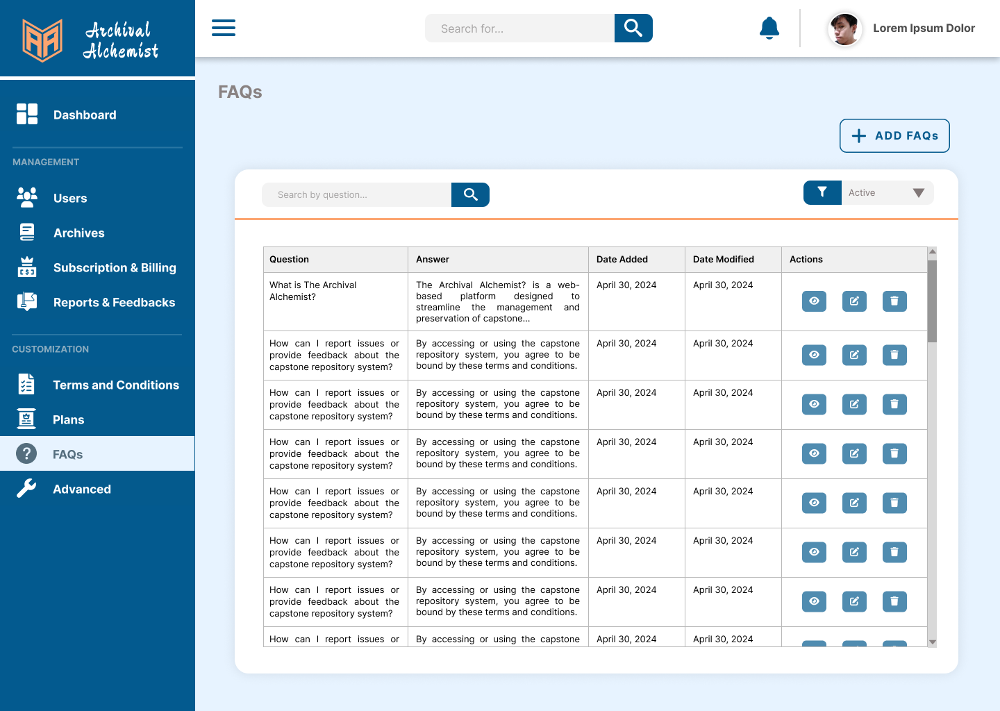 Archival
Alchemist
Search for...
Lorem Ipsum Dolor
Dashboard
MANAGEMENT
Users
Archives
Subscription & Billing
Reports & Feedbacks
CUSTOMIZATION
Terms and Conditions
Plans
FAQs
Advanced
FAQs
ADD FAQs
Search by question...
Active
Question Answer Date Added Date Modified Actions
What is The Archival
Alchemist?
The Archival Alchemist? is a web-
based platform designed to
streamline the management and
preservation of capstone...
April 30, 2024
April 30, 2024
How can I report issues or
provide feedback about the
capstone repository system?
By accessing or using the capstone
repository system, you agree to be
bound by these terms and conditions.
April 30, 2024
April 30, 2024
How can I report issues or
provide feedback about the
capstone repository system?
By accessing or using the capstone
repository system, you agree to be
bound by these terms and conditions.
April 30, 2024
April 30, 2024
How can I report issues or
provide feedback about the
capstone repository system?
By accessing or using the capstone
repository system, you agree to be
bound by these terms and conditions.
April 30, 2024
April 30, 2024
How can I report issues or
provide feedback about the
capstone repository system?
By accessing or using the capstone
repository system, you agree to be
bound by these terms and conditions.
April 30, 2024
April 30, 2024
How can I report issues or
provide feedback about the
capstone repository system?
By accessing or using the capstone
repository system, you agree to be
bound by these terms and conditions.
April 30, 2024
April 30, 2024
How can I report issues or
provide feedback about the
capstone repository system?
By accessing or using the capstone
repository system, you agree to be
bound by these terms and conditions.
April 30, 2024
April 30, 2024
How can I report issues or
By accessing or using the capstone
April 30, 2024
April 30, 2024